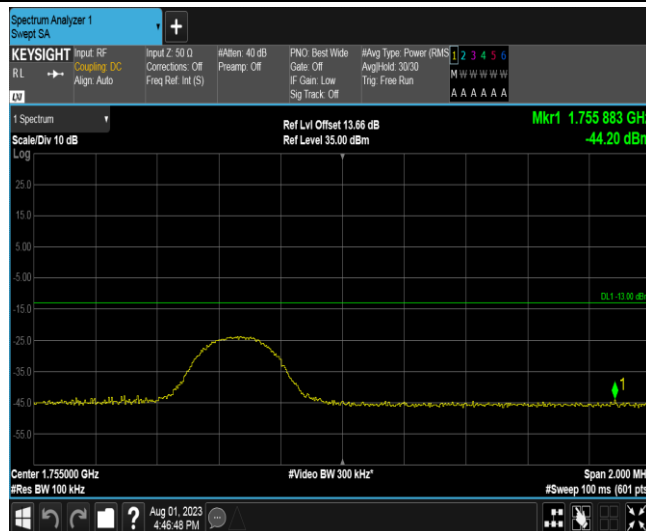 Spectrum Analyzer 1
Swept SA
+
KEYSIGHT
Input: RF
Input Z: 50 Ω
#Atten: 40 dB
PNO: Best Wide
#Avg Type: Power (RMS
1 2 3 4 5 6
RL
Coupling: DC
Corrections: Off
Preamp: Off
Gate: Off
Avg|Hold: 30/30
M W W W W W
Align: Auto
Freq Ref: Int (S)
IF Gain: Low
Trig: Free Run
Sig Track: Off
A A A A A A
LXI
1 Spectrum
Ref Lvl Offset 13.66 dB
Mkr1 1.755 883 GHz
Scale/Div 10 dB
Ref Level 35.00 dBm
-44.20 dBm
Log
25.0
15.0
5.00
-5.00
DL1 -13.00 dBm
-15.0
-25.0
-35.0
1
-45.0
-55.0
Center 1.755000 GHz
#Video BW 300 kHz*
Span 2.000 MH
#Res BW 100 kHz
#Sweep 100 ms (601 pts
?
Aug 01, 2023
4:46:48 PM